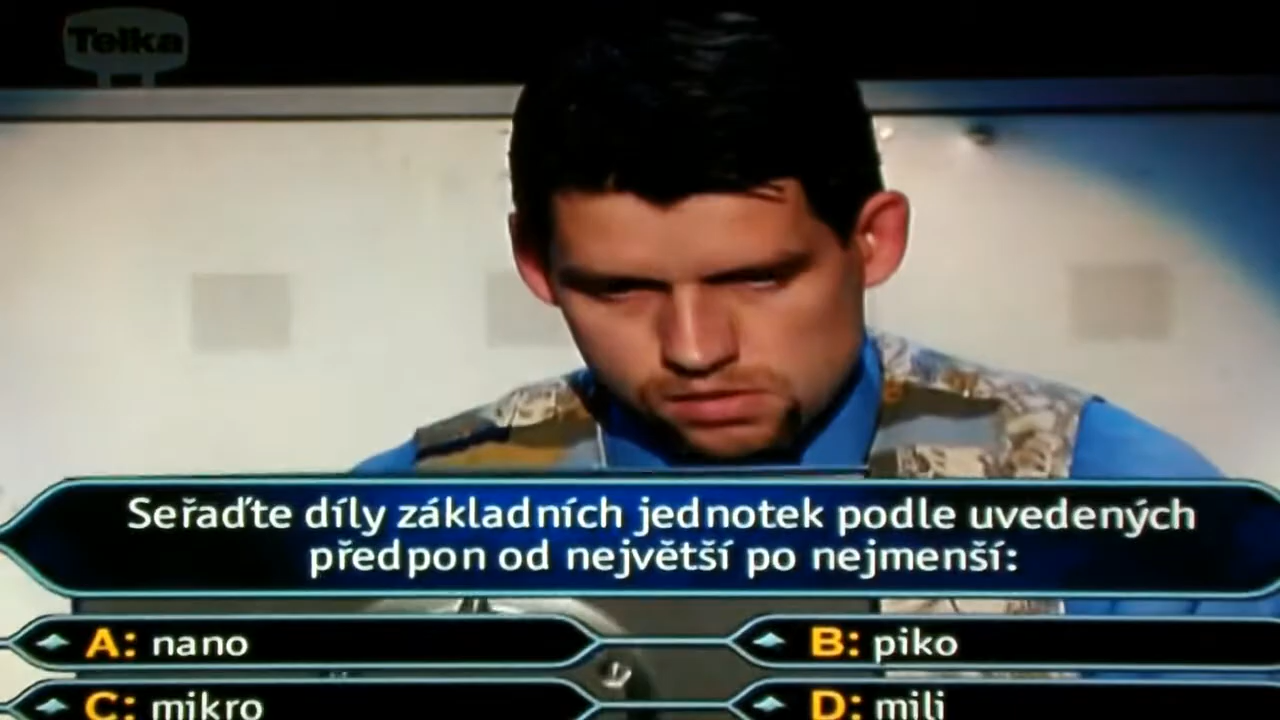 Telka
Seřaďte díly základních jednotek podle uvedených
předpon od největší po nejmenší:
A: nano
B: piko
C: mikro
D: mili